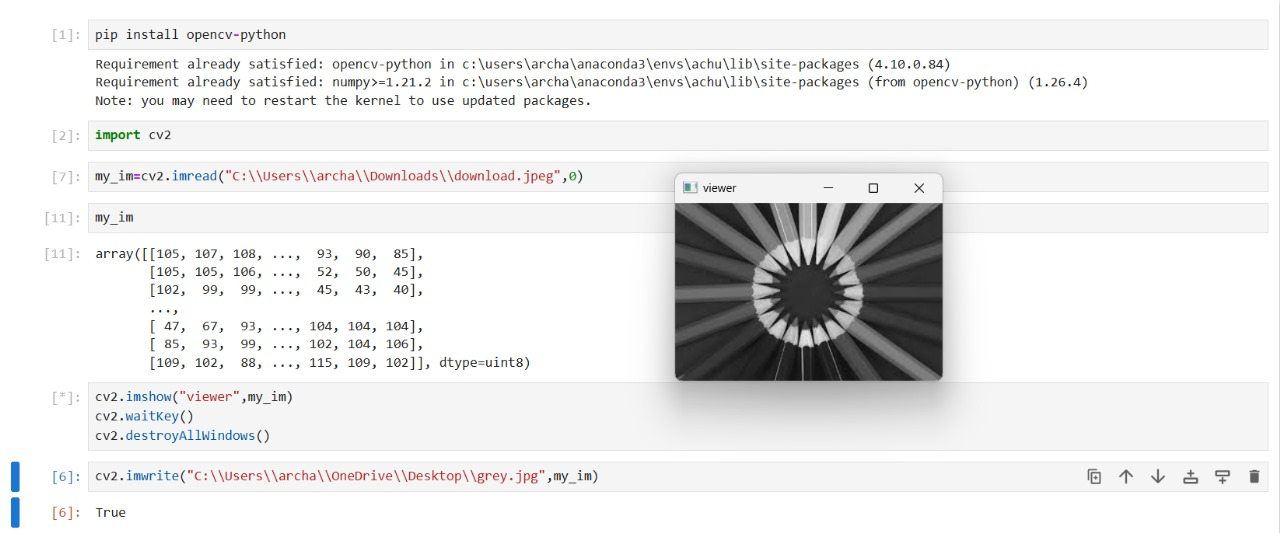 [1]: pip install opencv-python
Requirement already satisfied: opencv-python in c:\users\archa\anaconda3\envs\achu\lib\site-packages (4.10.0.84)
Requirement already satisfied: numpy>=1.21.2 in c:\users\archa\anaconda3\envs\achu\lib\site-packages (from opencv-python) (1.26.4)
Note: you may need to restart the kernel to use updated packages.
[2]: import cv2
[7]: my_im=cv2.imread("C:\\Users\\archa\\Downloads\\download.jpeg",0)
viewer
[11]: my_im
[11]: array([[105, 107, 108, ..., 93, 90, 85],
[105, 105, 106, ..., 52, 50, 45],
[102, 99, 99, ..., 45, 43, 40],
...,
[ 47, 67, 93, ..., 104, 104, 104],
[ 85, 93, 99, ..., 102, 104, 106],
[109, 102, 88, ..., 115, 109, 102]], dtype=uint8)
[*]: cv2.imshow("viewer",my_im)
cv2.waitKey()
cv2.destroyAllWindows()
[6]: cv2.imwrite("C:\\Users\\archa\\OneDrive\\Desktop\\grey.jpg",my_im)
[6]: True